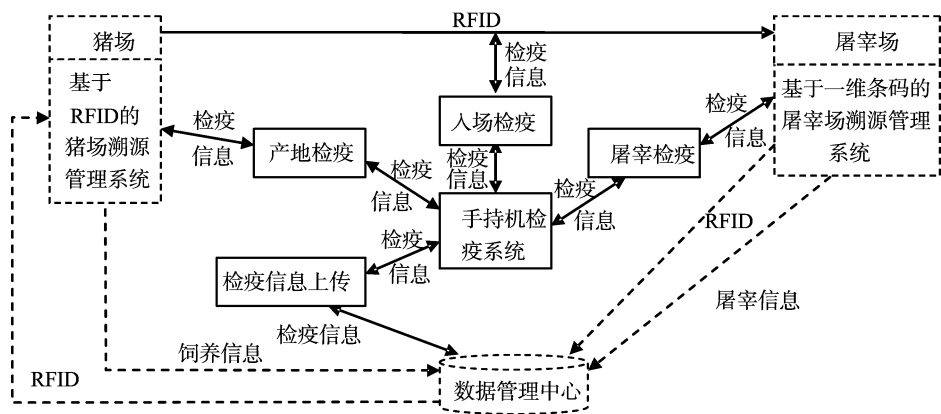 RFID
猪场
屠宰场
检疫
信息
基于
RFID的
猪场溯源
管理系统
基于一维条码的
屠宰场溯源管理
系统
入场检疫
检疫
信息
检疫
信息
产地检疫
检疫
信息
屠宰检疫
检疫
信息
检疫
信息
检疫
信息
手持机检
疫系统
RFID
检疫
信息
检疫信息上传
屠宰信息
检疫信息
饲养信息
RFID
数据管理中心